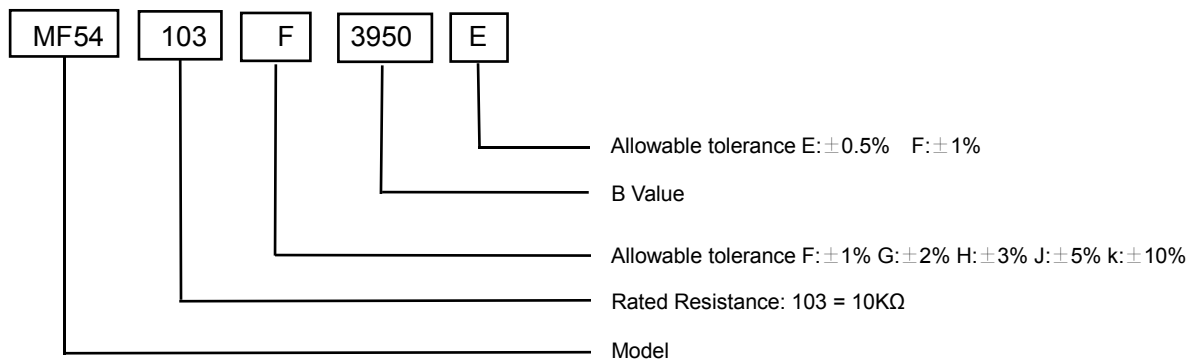 MF54 103 F 3950 E
Allowable tolerance E:±0.5% F:±1%
B Value
Allowable tolerance F:±1% G:±2% H:±3% J:±5% k:±10%
Rated Resistance: 103 = 10KΩ
Model